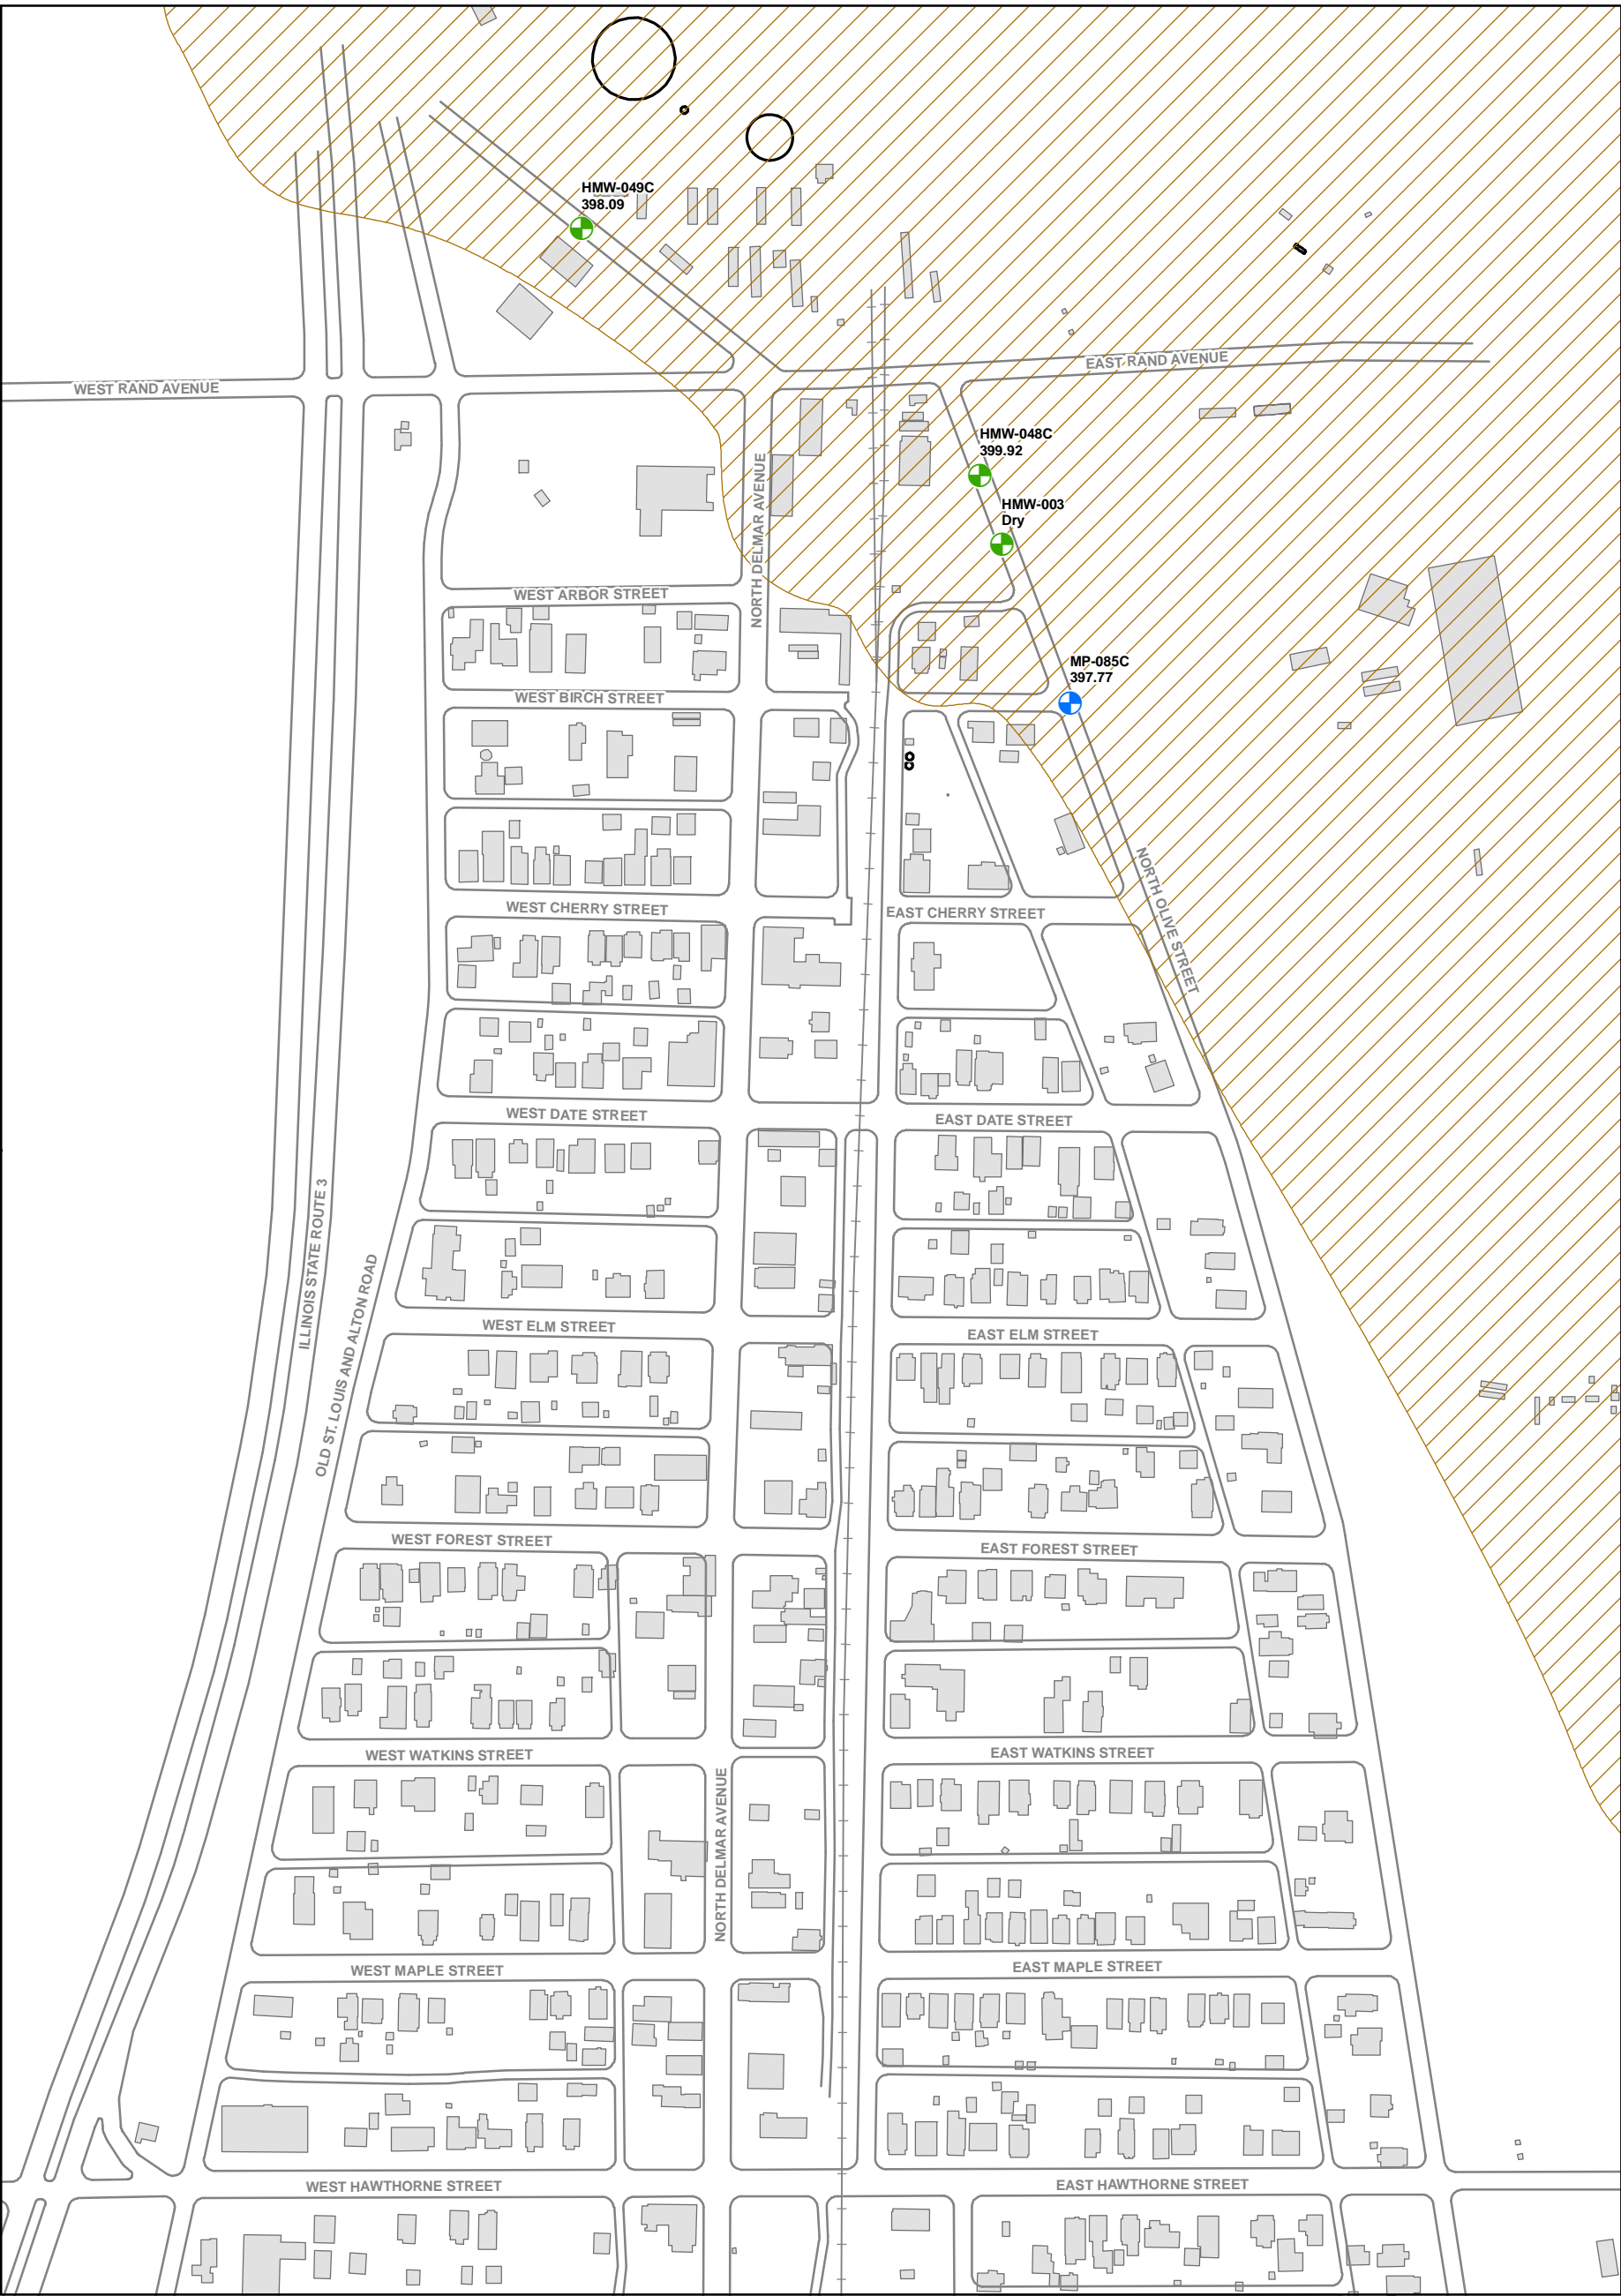 HMW-049C
398.09
EAST RAND AVENUE
WEST RAND AVENUE
HMW-048C
399.92
NORTH DELMAR AVENUE
HMW-003
Dry
WEST ARBOR STREET
MP-085C
397.77
WEST BIRCH STREET
NORTH OLIVE STREET
WEST CHERRY STREET
EAST CHERRY STREET
WEST DATE STREET
EAST DATE STREET
ILLINOIS STATE ROUTE 3
OLD ST. LOUIS AND ALTON ROAD
WEST ELM STREET
EAST ELM STREET
WEST FOREST STREET
EAST FOREST STREET
WEST WATKINS STREET
EAST WATKINS STREET
NORTH DELMAR AVENUE
WEST MAPLE STREET
EAST MAPLE STREET
WEST HAWTHORNE STREET
EAST HAWTHORNE STREET